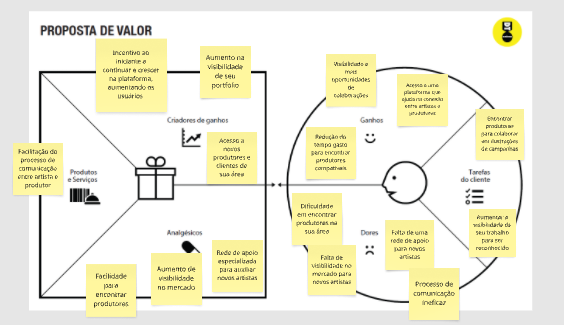 PROPOSTA DE VALOR
Incentivo ao
iniciante a
continuar e crescer
na plataforma,
aumentando os
usuários
Aumento na
visibilidade
de seu
portfólio
Criadores de ganhos
Acesso a
novos
produtores e
clientes de
sua área
Facilitação do
processo de
comunicação
entre artista e
produtor
Produtos
e Serviços
Analgésicos
Facilidade
para
encontrar
produtores
Aumento de
visibilidade
no mercado
Rede de apoio
especializada
para auxiliar
novos artistas
Visibilidade a
mais
oportunidades
de
colaborações
Acesso a uma
plataforma que
ajuda na conexão
entre artistas e
produtores
Ganhos
Redução do
tempo gasto
para encontrar
produtores
compatíveis
Encontrar
produtoras
para colaborar
em ilustrações
de campanhas
Tarefas
do cliente
Aumentar a
visibilidade do
seu trabalho
para ser
reconhecido
Dificuldade
em encontrar
produtores na
sua área
Dores
Falta de
visibilidade no
mercado para
novos artistas
Falta de uma
rede de apoio
para novos
artistas
Processo de
comunicação
ineficaz